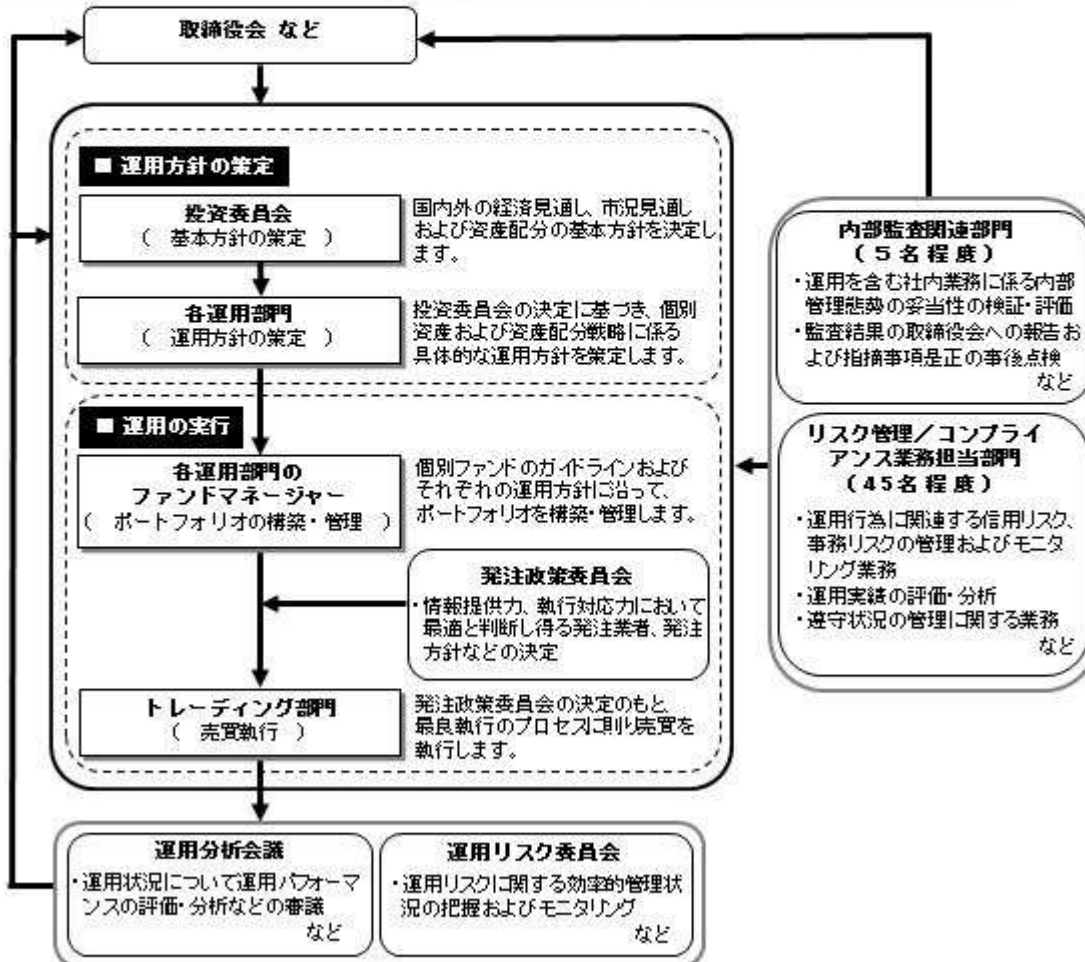 取締役会 など
■ 運用方針の策定
投資委員会
( 基本方針の策定 )
国内外の経済見通し、市況見通し
および資産配分の基本方針を決定し
ます。
各運用部門
( 運用方針の策定 )
投資委員会の決定に基づき、個別
資産および資産配分戦略に係る
具体的な運用方針を策定します。
■ 運用の実行
各運用部門の
ファンドマネージャー
( ポートフォリオの構築・管理 )
個別ファンドのガイドラインおよび
それぞれの運用方針に沿って、
ポートフォリオを構築・管理します。
発注政策委員会
・情報提供力、執行対応力において
最適と判断し得る発注業者、発注
方針などの決定
トレーディング部門
( 売買執行 )
発注政策委員会の決定のもと
最良執行のプロセスに則り売買を
執行します。
内部監査関連部門
(5名程度)
・運用を含む社内業務に係る内部
管理態勢の妥当性の検証・評価
・監査結果の取締役会への報告お
よび指摘事項是正の事後点検
など
リスク管理/コンプライ
アンス業務担当部門
(45名程度)
・運用行為に関連する信用リスク、
事務リスクの管理およびモニタ
リング業務
・運用実績の評価・分析
・遵守状況の管理に関する業務
など
運用分析会議
・運用状況について運用パフォーマ
ンスの評価・分析などの審議
など
運用リスク委員会
・運用リスクに関する効率的管理状
況の把握およびモニタリング
など